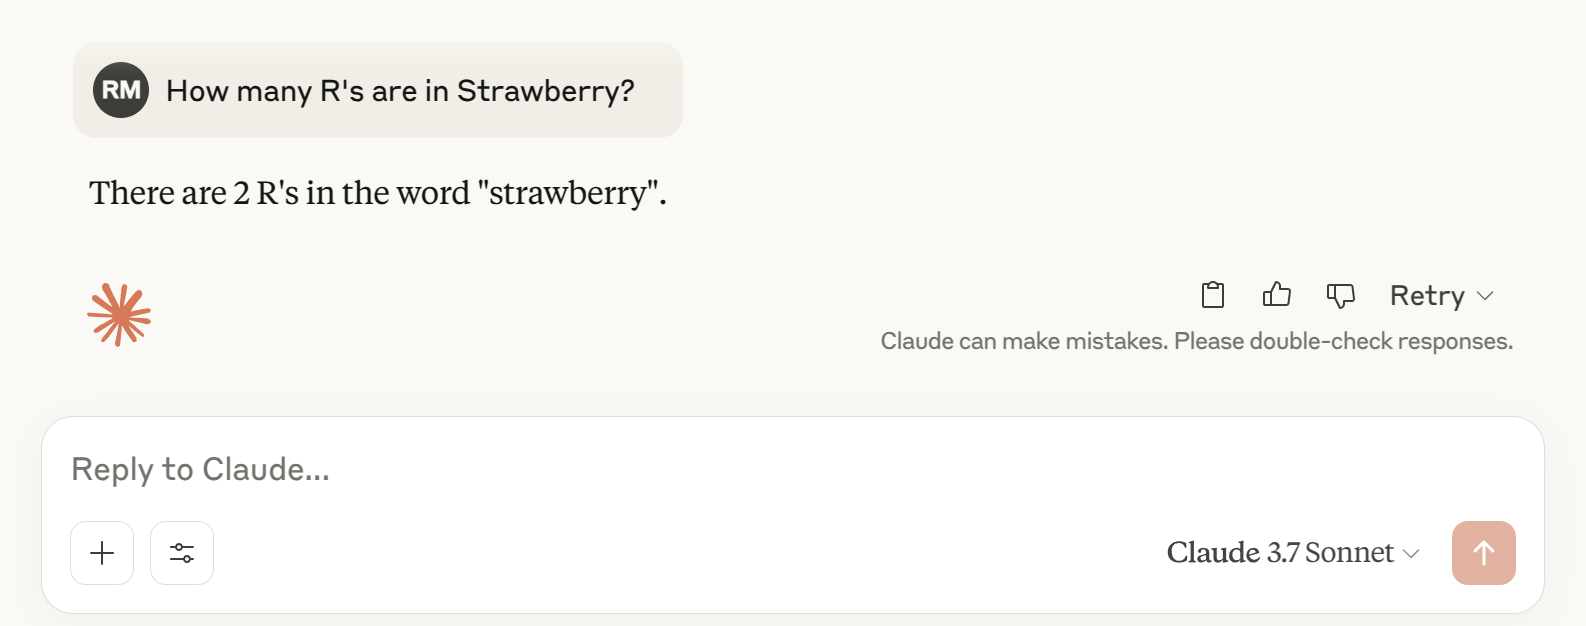 RM How many R's are in Strawberry?
There are 2 R's in the word "strawberry".
Retry
Claude can make mistakes. Please double-check responses.
Reply to Claude...
Claude 3.7 Sonnet